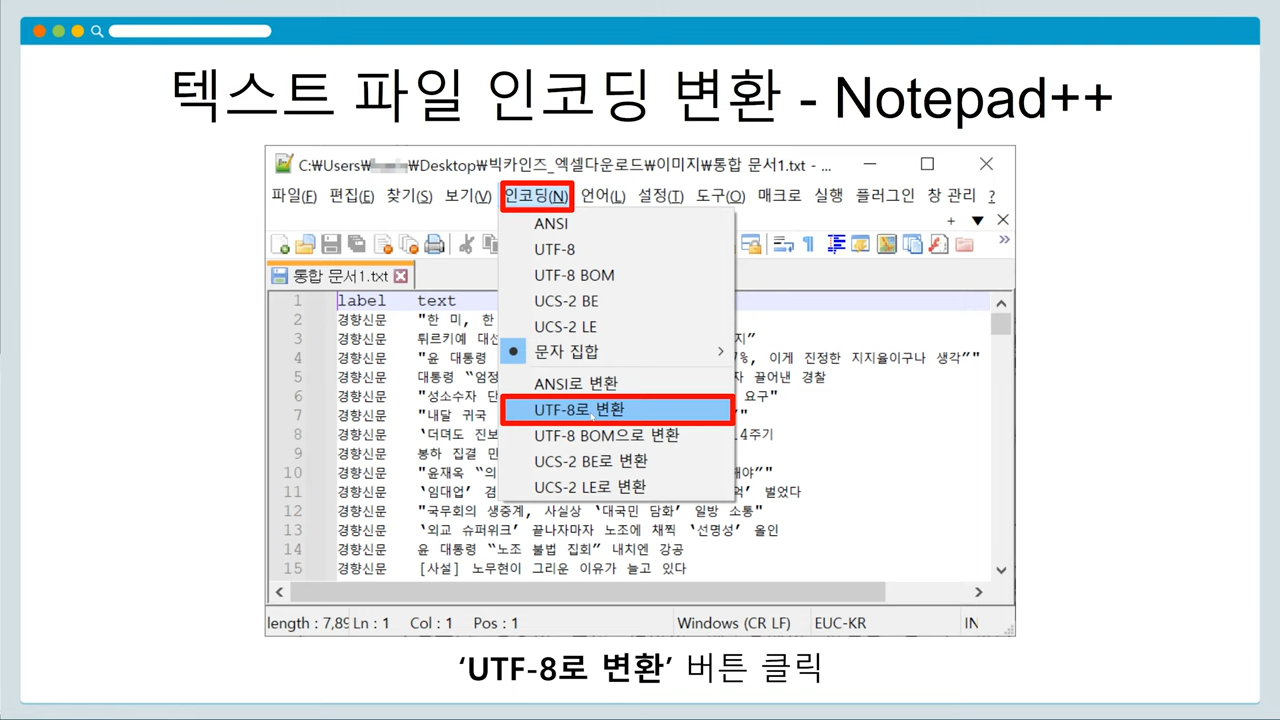 텍스트 파일 인코딩 변환 - Notepad++
C:₩Users₩ ₩Desktop₩빅카인즈_엑셀다운로드₩이미지₩통합 문서1.txt - ...
파일(F) 편집(E) 찾기(S) 보기(V) 인코딩(N) 언어(L) 설정(T) 도구(O) 매크로 실행 플러그인 창 관리 ?
ANSI
UTF-8
UTF-8 BOM
UCS-2 BE
UCS-2 LE
문자 집합
ANSI로 변환
UTF-8로 변환
UTF-8 BOM으로 변환
UCS-2 BE로 변환
UCS-2 LE로 변환
통합 문서1.txt
1 label text
2 경향신문 "한 미, 한
3 경향신문 튀르키예 대선 지”
4 경향신문 "윤 대통령 7%, 이게 진정한 지지율이구나 생각”"
5 경향신문 대통령 “엄정 자 끌어낸 경찰
6 경향신문 "성소수자 단 요구"
7 경향신문 "내달 귀국 ”"
8 경향신문 ‘더뎌도 진보 14주기
9 경향신문 봉하 집결 민
10 경향신문 "윤재옥 “의 해야”"
11 경향신문 ‘임대업’ 겸 억’ 벌었다
12 경향신문 "국무회의 생중계, 사실상 ‘대국민 담화’ 일방 소통"
13 경향신문 ‘외교 슈퍼위크’ 끝나자마자 노조에 채찍 ‘선명성’ 올인
14 경향신문 윤 대통령 “노조 불법 집회” 내치엔 강공
15 경향신문 [사설] 노무현이 그리운 이유가 늘고 있다
length : 7,89 Ln : 1 Col : 1 Pos : 1 Windows (CR LF) EUC-KR IN
‘UTF-8로 변환’ 버튼 클릭